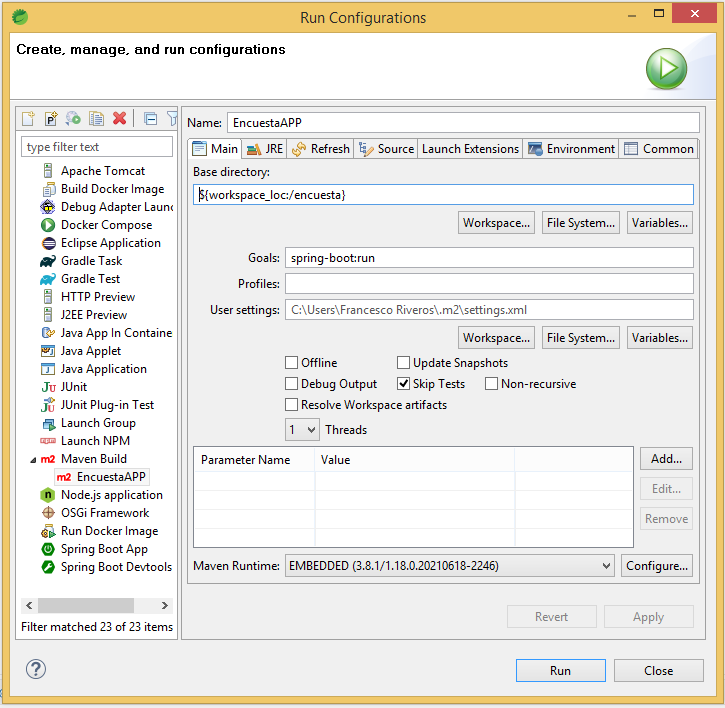 Run Configurations
Create, manage, and run configurations
type filter text
Apache Tomcat
Build Docker Image
Debug Adapter Launc
Docker Compose
Eclipse Application
Gradle Task
Gradle Test
HTTP Preview
J2EE Preview
Java App In Containe
Java Applet
Java Application
JUnit
JUnit Plug-in Test
Launch Group
Launch NPM
Maven Build
EncuestaAPP
Node.js application
OSGi Framework
Run Docker Image
Spring Boot App
Spring Boot Devtools
Filter matched 23 of 23 items
Name: EncuestaAPP
Main JRE Refresh Source Launch Extensions Environment Common
Base directory:
${workspace_loc:/encuesta}
Workspace... File System... Variables...
Goals: spring-boot:run
Profiles:
User settings: C:\Users\Francesco Riveros\.m2\settings.xml
Workspace... File System... Variables...
Offline Update Snapshots
Debug Output Skip Tests Non-recursive
Resolve Workspace artifacts
1 Threads
Parameter Name Value
Add...
Edit...
Remove
Maven Runtime: EMBEDDED (3.8.1/1.18.0.20210618-2246) Configure...
Revert Apply
Run Close